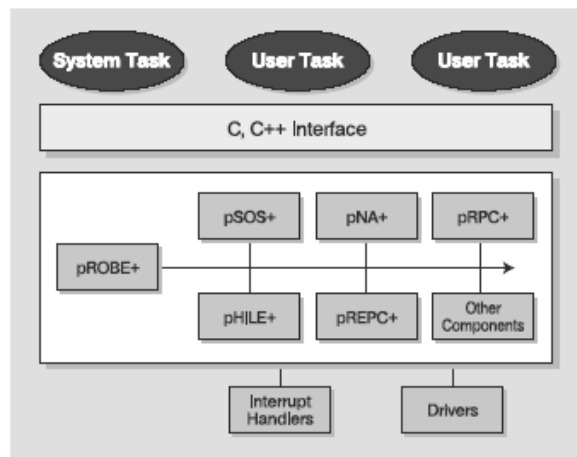 System Task
User Task
User Task
C, C++ Interface
pSOS+
pNA+
pRPC+
pROBE+
pHILE+
pREPC+
Other
Components
Interrupt
Handlers
Drivers